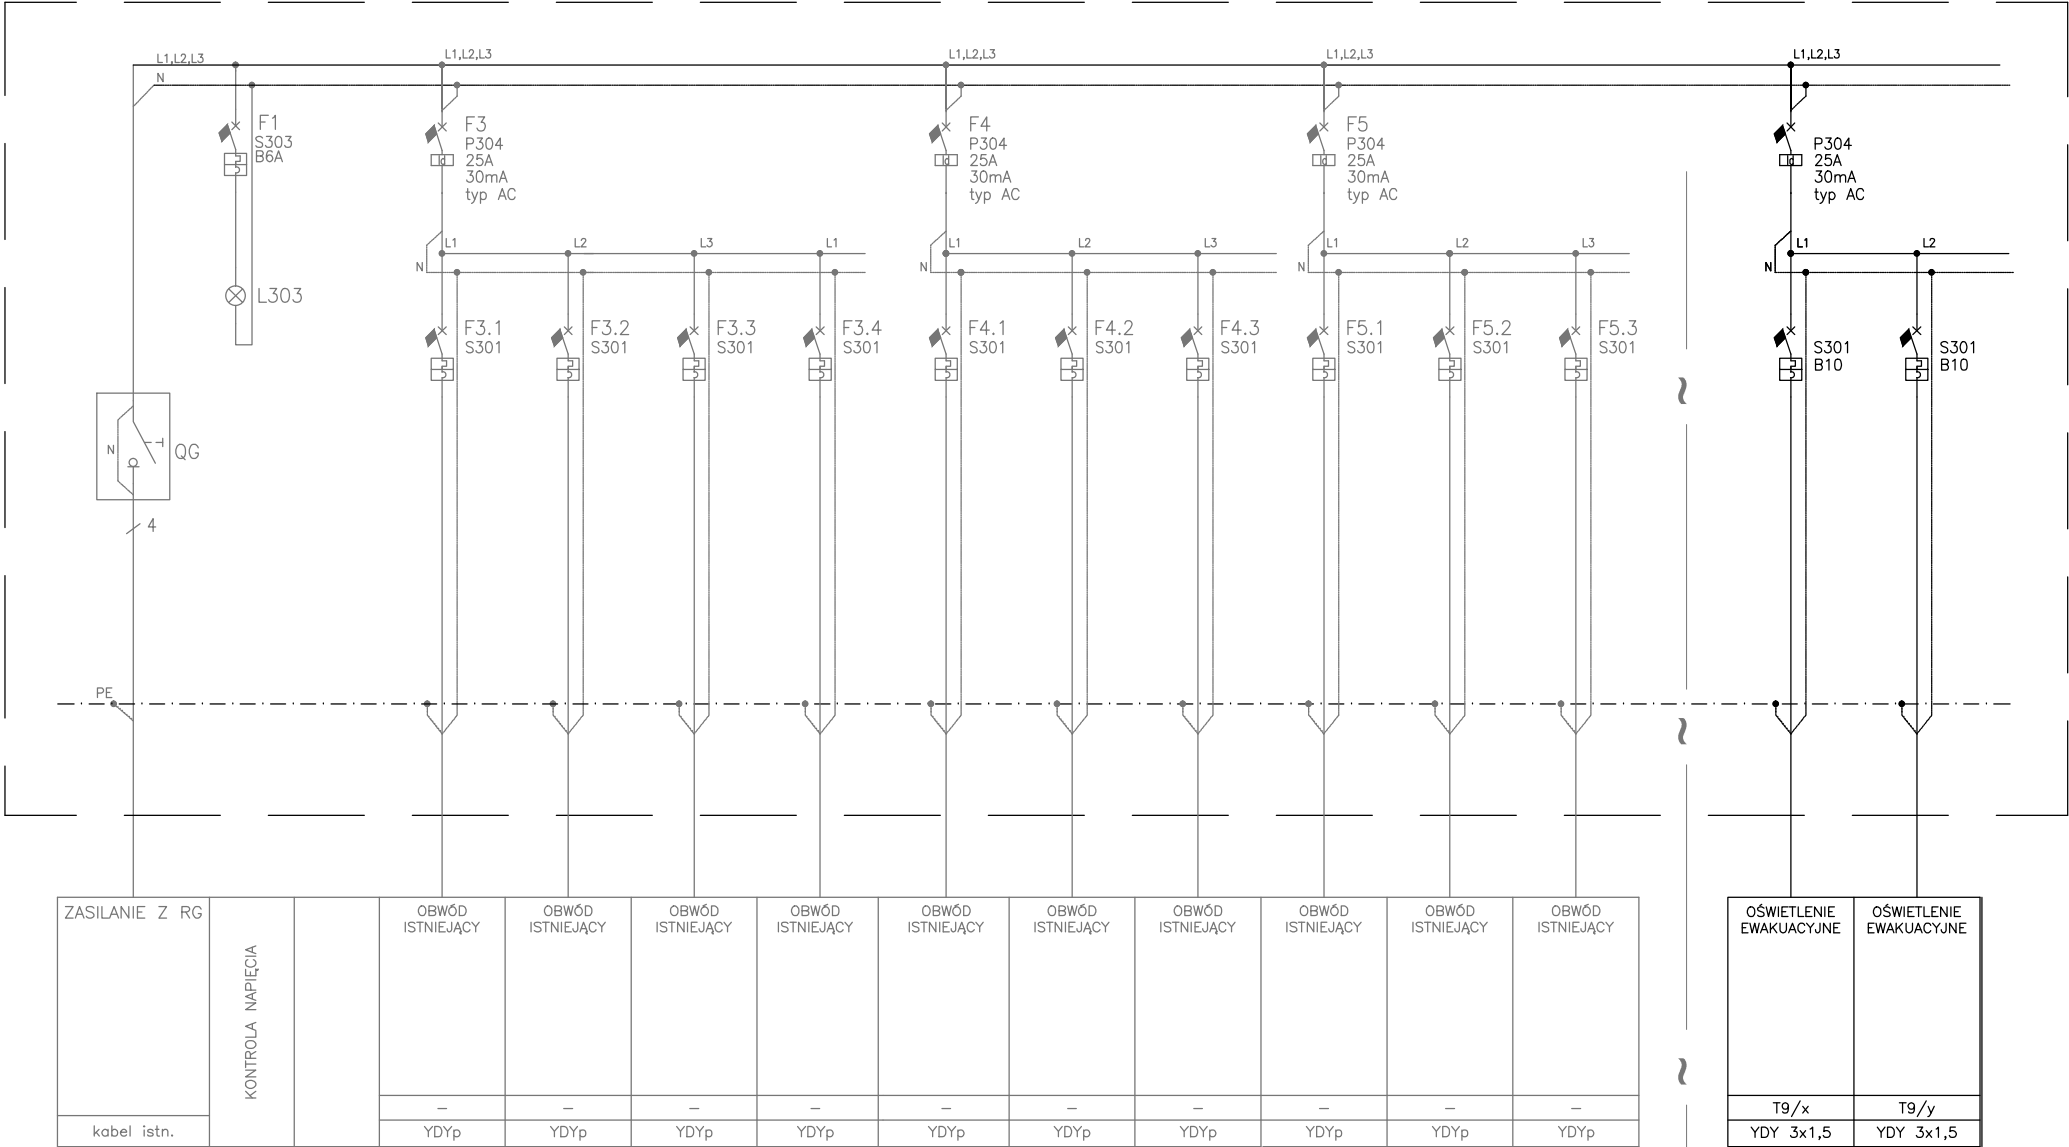 L1,L2,L3
L1,L2,L3
L1,L2,L3
L1,L2,L3
L1,L2,L3
N
F1
S303
B6A
F3
P304
25A
30mA
typ AC
F4
P304
25A
30mA
typ AC
F5
P304
25A
30mA
typ AC
P304
25A
30mA
typ AC
L1
L2
L3
L1
L1
L2
L3
L1
L2
L3
L1
L2
N
N
N
N
L303
F3.1
S301
F3.2
S301
F3.3
S301
F3.4
S301
F4.1
S301
F4.2
S301
F4.3
S301
F5.1
S301
F5.2
S301
F5.3
S301
S301
B10
S301
B10
N
QG
4
PE
ZASILANIE Z RG
kabel istn.
KONTROLA NAPIĘCIA
OBWÓD
ISTNIEJĄCY
–
YDYp
OBWÓD
ISTNIEJĄCY
–
YDYp
OBWÓD
ISTNIEJĄCY
–
YDYp
OBWÓD
ISTNIEJĄCY
–
YDYp
OBWÓD
ISTNIEJĄCY
–
YDYp
OBWÓD
ISTNIEJĄCY
–
YDYp
OBWÓD
ISTNIEJĄCY
–
YDYp
OBWÓD
ISTNIEJĄCY
–
YDYp
OBWÓD
ISTNIEJĄCY
–
YDYp
OBWÓD
ISTNIEJĄCY
–
YDYp
OŚWIETLENIE
EWAKUACYJNE
T9/x
YDY 3x1,5
OŚWIETLENIE
EWAKUACYJNE
T9/y
YDY 3x1,5